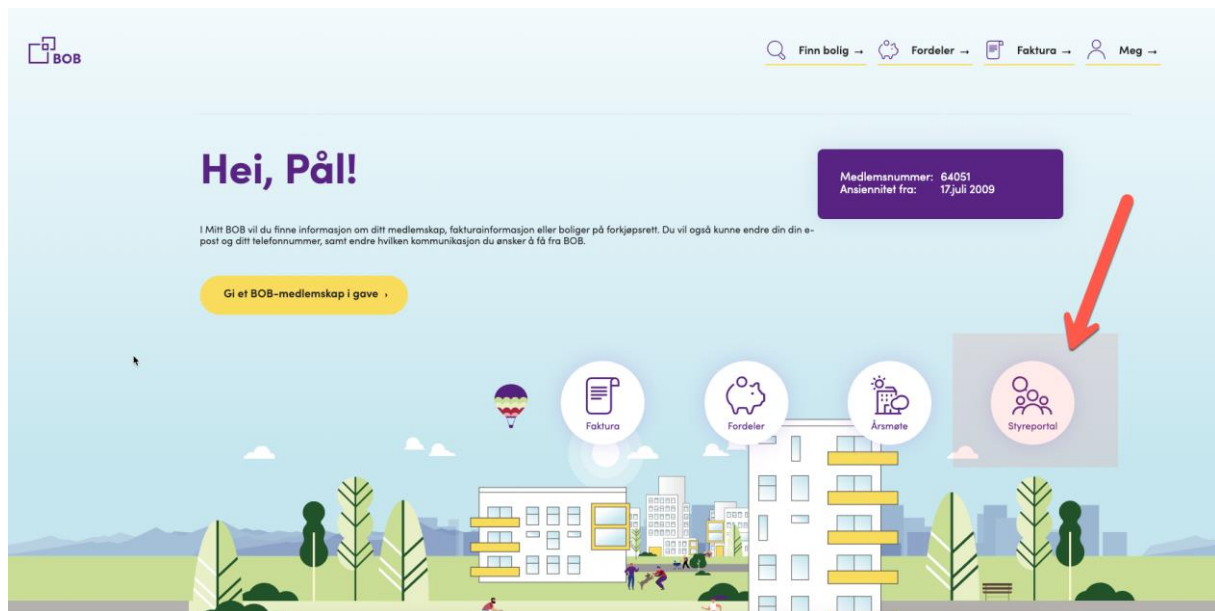 BOB
Finn bolig → Fordeler → Faktura → Meg →
Hei, Pål!
Medlemsnummer: 64051
Ansiennitet fra: 17.juli 2009
I Mitt BOB vil du finne informasjon om ditt medlemskap, fakturainformasjon eller boliger på forkjøpsrett. Du vil også kunne endre din din e-
post og ditt telefonnummer, samt endre hvilken kommunikasjon du ønsker å få fra BOB.
Gi et BOB-medlemskap i gave ›
Faktura Fordeler Årsmøte Styreportal